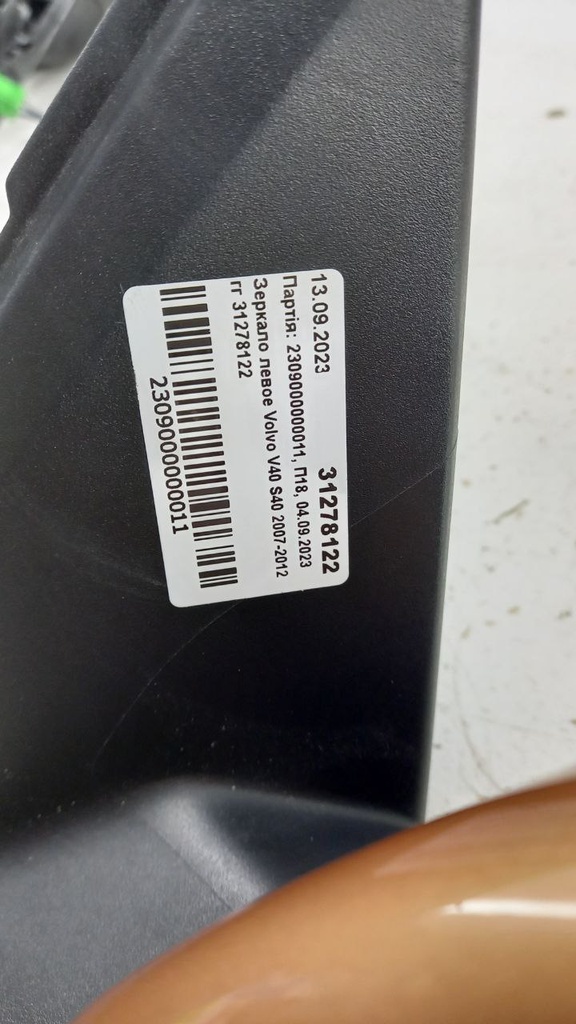 13.09.2023 31278122
Партія: 2309000000011, П18, 04.09.2023
Зеркало левое Volvo V40 S40 2007-2012
гг 31278122
2309000000011